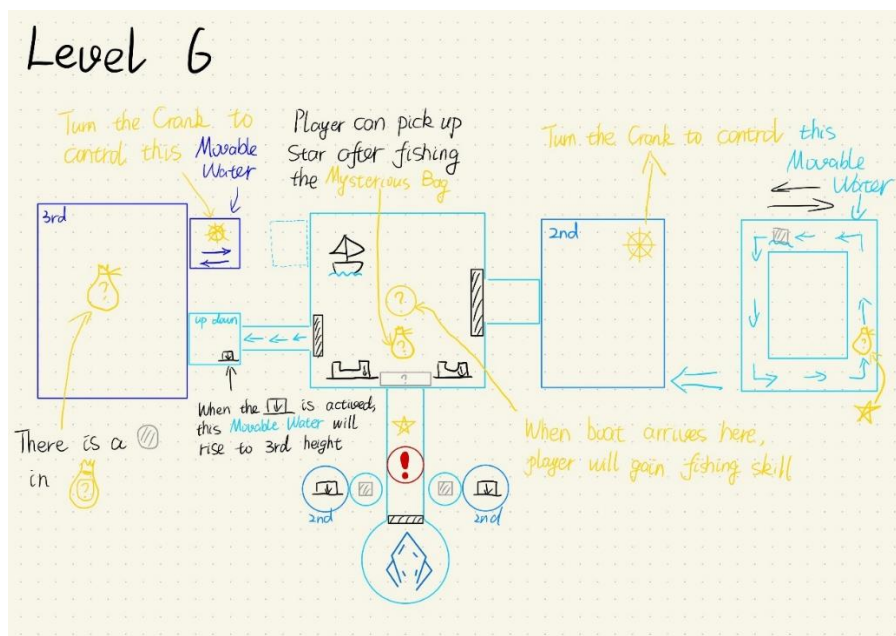 Level 6
Turn the Crank to
control this Movable
Water
Player can pick up
Star after fishing
the Mysterious Bag
Turn the Crank to control this
Movable
Water
3rd
2nd
?
?
up down
?
?
When the is actived,
this Movable Water will
rise to 3rd height
There is a
in ?
!
When boat arrives here,
player will gain fishing skill
?
2nd
2nd